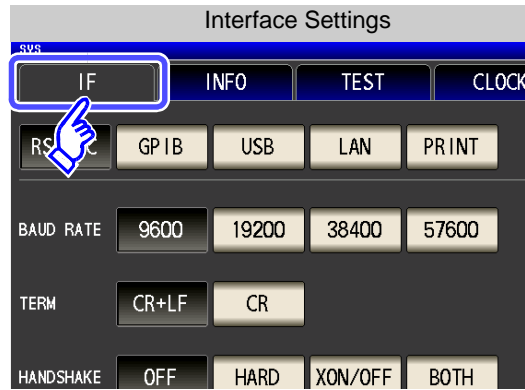 Interface Settings
SYS
IF INFO TEST CLOCK
GPIB USB LAN PRINT
BAUD RATE 9600 19200 38400 57600
TERM CR+LF CR
HANDSHAKE OFF HARD XON/OFF BOTH